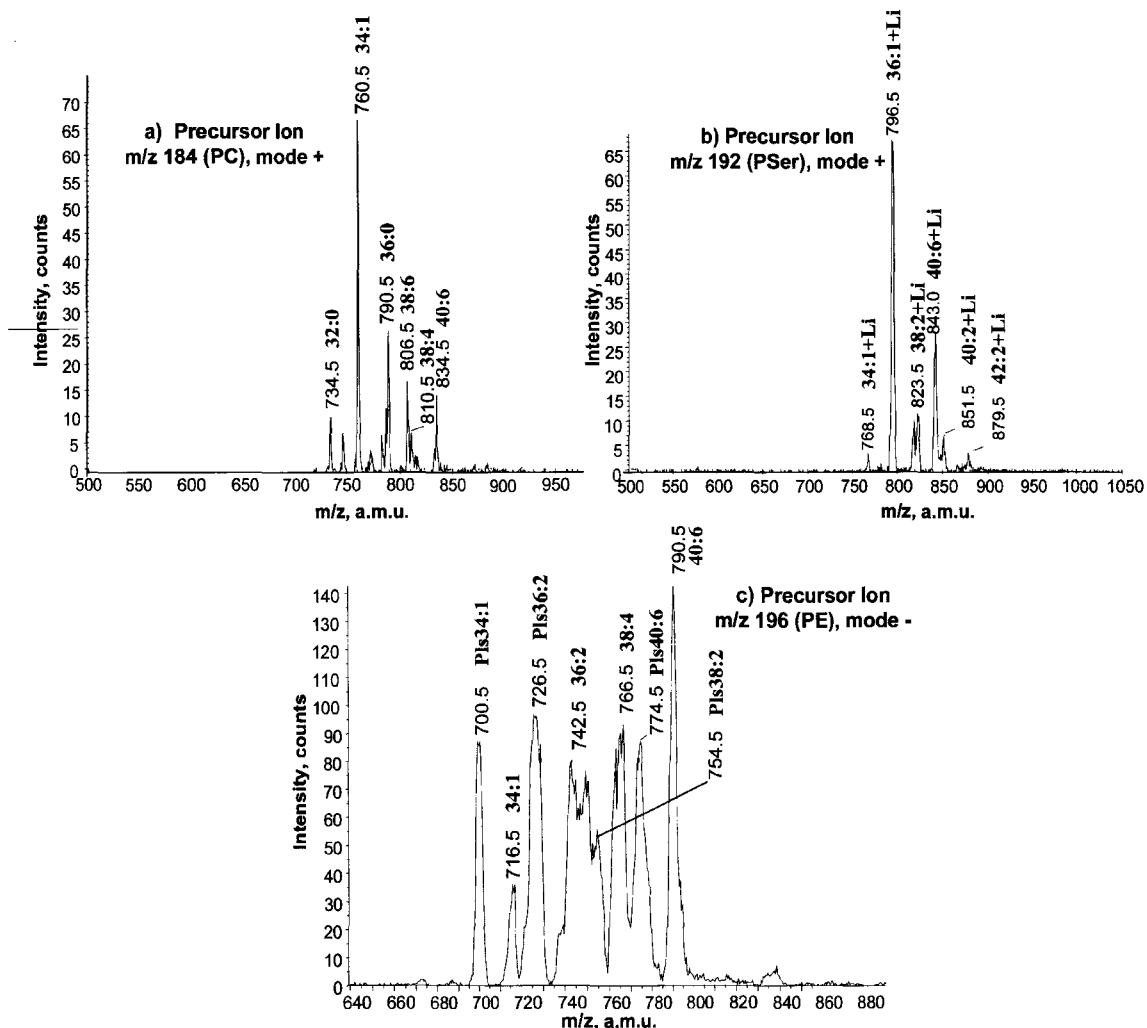 a) Precursor Ion
m/z 184 (PC), mode +
Intensity, counts
70
65
60
55
50
45
40
35
30
25
20
15
10
5
0
734.5 32:0
760.5 34:1
790.5 36:0
806.5 38:6
810.5 38:4
834.5 40:6
500 550 600 650 700 750 800 850 900 950
m/z, a.m.u.
b) Precursor Ion
m/z 192 (PSer), mode +
Intensity, counts
65
60
55
50
45
40
35
30
25
20
15
10
5
0
768.5 34:1+Li
796.5 36:1+Li
823.5 38:2+Li
843.0 40:6+Li
851.5 40:2+Li
879.5 42:2+Li
500 550 600 650 700 750 800 850 900 950 1000 1050
m/z, a.m.u.
c) Precursor Ion
m/z 196 (PE), mode -
Intensity, counts
140
130
120
110
100
90
80
70
60
50
40
30
20
10
0
700.5 Pls34:1
716.5 34:1
726.5 Pls36:2
742.5 36:2
766.5 38:4
774.5 Pls40:6
754.5 Pls38:2
790.5
40:6
640 660 680 700 720 740 760 780 800 820 840 860 880
m/z, a.m.u.